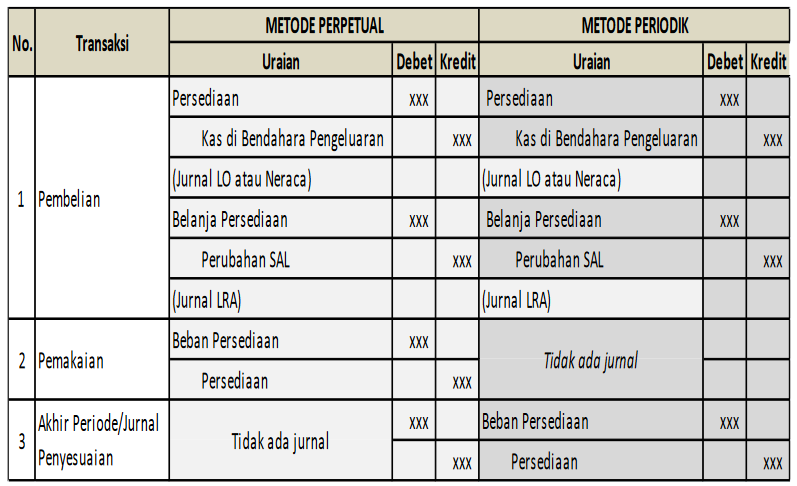 No. Transaksi METODE PERPETUAL METODE PERIODIK
Uraian Debet Kredit Uraian Debet Kredit
1 Pembelian
Persediaan xxx Persediaan xxx
Kas di Bendahara Pengeluaran xxx Kas di Bendahara Pengeluaran xxx
(Jurnal LO atau Neraca) (Jurnal LO atau Neraca)
Belanja Persediaan xxx Belanja Persediaan xxx
Perubahan SAL xxx Perubahan SAL xxx
(Jurnal LRA) (Jurnal LRA)
2 Pemakaian
Beban Persediaan xxx Tidak ada jurnal
Persediaan xxx
3 Akhir Periode/Jurnal
Penyesuaian
Tidak ada jurnal xxx Beban Persediaan xxx
xxx Persediaan xxx